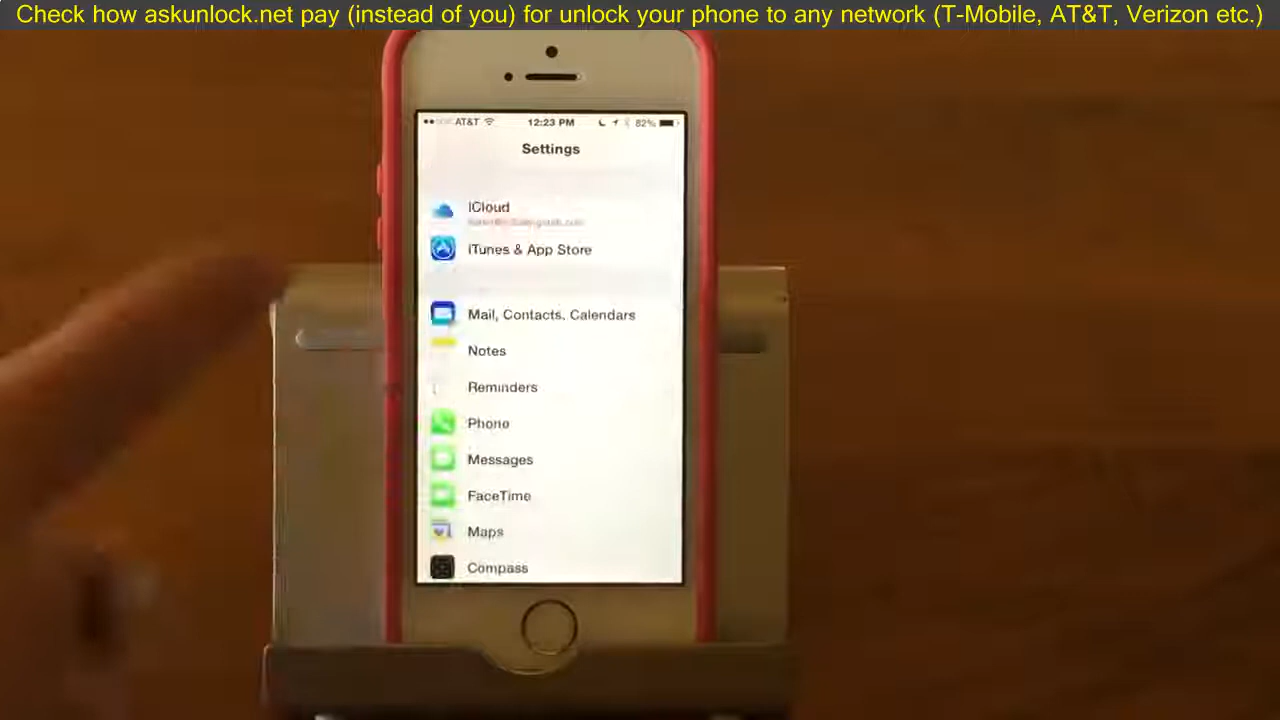 Check how askunlock.net pay (instead of you) for unlock your phone to any network (T-Mobile, AT&T, Verizon etc.)
AT&T 12:23 PM 82%
Settings
iCloud
iTunes & App Store
Mail, Contacts, Calendars
Notes
Reminders
Phone
Messages
FaceTime
Maps
Compass